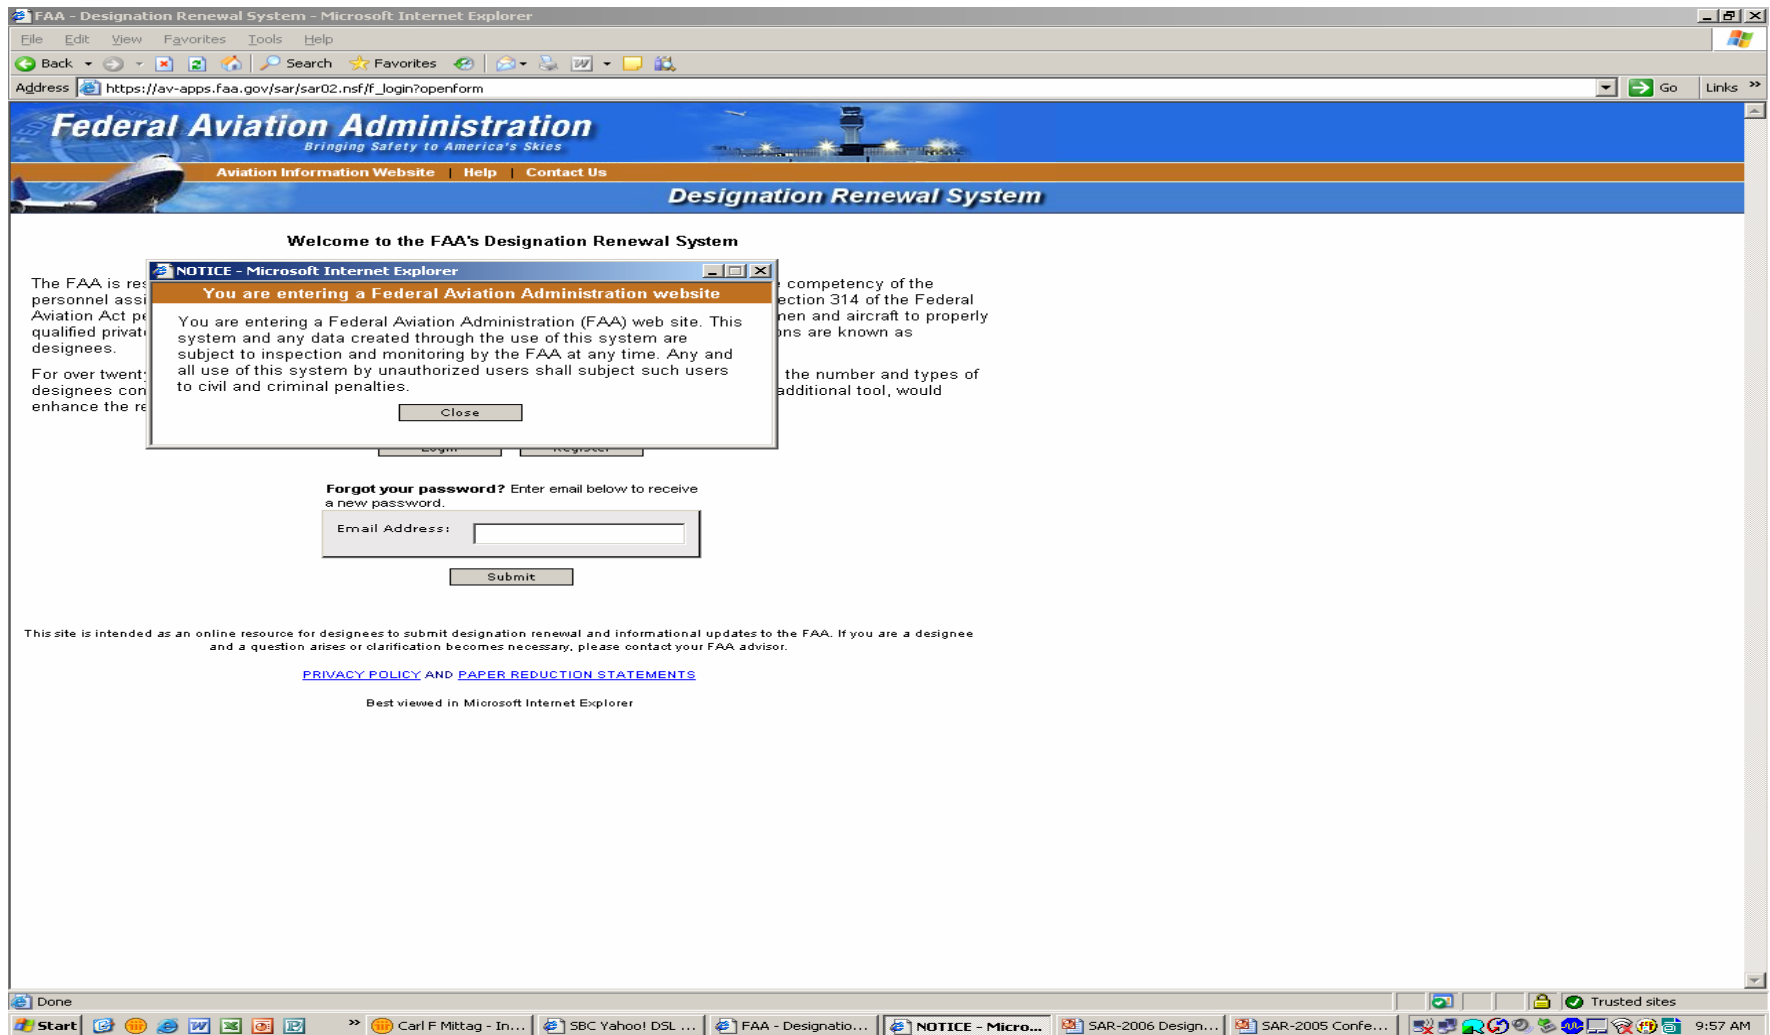 FAA - Designation Renewal System - Microsoft Internet Explorer
File Edit View Favorites Tools Help
Back Search Favorites
Address https://av-apps.faa.gov/sar/sar02.nsf/f_login?openform Go Links »
Federal Aviation Administration
Bringing Safety to America's Skies
Aviation Information Website | Help | Contact Us
Designation Renewal System
Welcome to the FAA's Designation Renewal System
NOTICE - Microsoft Internet Explorer
You are entering a Federal Aviation Administration website
You are entering a Federal Aviation Administration (FAA) web site. This
system and any data created through the use of this system are
subject to inspection and monitoring by the FAA at any time. Any and
all use of this system by unauthorized users shall subject such users
to civil and criminal penalties.
Close
The FAA is competency of the
personnel ection 314 of the Federal
Aviation Act men and aircraft to properly
qualified are known as
designees.
For over the number and types of
designees additional tool, would
enhance the
Login Register
Forgot your password? Enter email below to receive
a new password.
Email Address:
Submit
This site is intended as an online resource for designees to submit designation renewal and informational updates to the FAA. If you are a designee
and a question arises or clarification becomes necessary, please contact your FAA advisor.
PRIVACY POLICY AND PAPER REDUCTION STATEMENTS
Best viewed in Microsoft Internet Explorer
Done Trusted sites
Start » Carl F Mittag - In... SBC Yahoo! DSL ... FAA - Designatio... NOTICE - Micro... SAR-2006 Design... SAR-2005 Confe... 9:57 AM